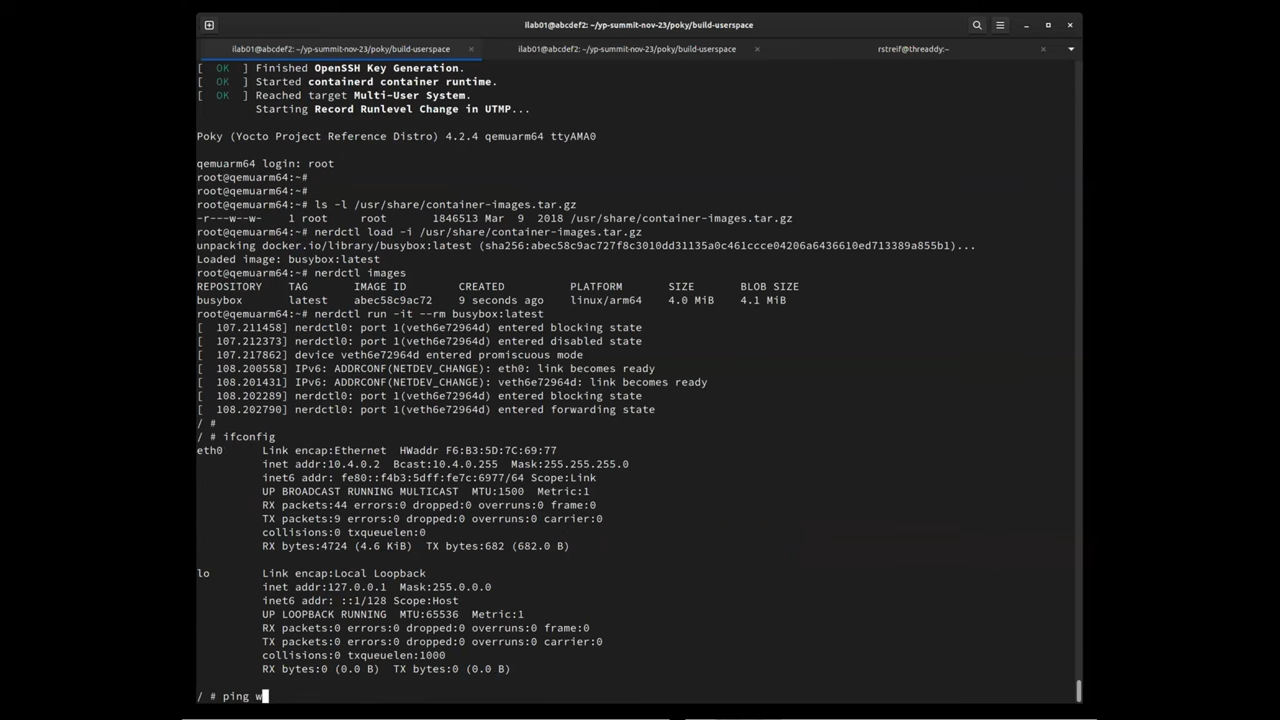 ilab01@abcdef2: ~/yp-summit-nov-23/poky/build-userspace
ilab01@abcdef2: ~/yp-summit-nov-23/poky/build-userspace
ilab01@abcdef2: ~/yp-summit-nov-23/poky/build-userspace
rstreif@threaddy:~
[  OK  ] Finished OpenSSH Key Generation.
[  OK  ] Started containerd container runtime.
[  OK  ] Reached target Multi-User System.
Starting Record Runlevel Change in UTMP...
Poky (Yocto Project Reference Distro) 4.2.4 qemuarm64 ttyAMA0
qemuarm64 login: root
root@qemuarm64:~#
root@qemuarm64:~#
root@qemuarm64:~# ls -l /usr/share/container-images.tar.gz
-r---w--w-    1 root     root       1846513 Mar  9  2018 /usr/share/container-images.tar.gz
root@qemuarm64:~# nerdctl load -i /usr/share/container-images.tar.gz
unpacking docker.io/library/busybox:latest (sha256:abec58c9ac727f8c3010dd31135a0c461ccce04206a6436610ed713389a855b1)...
Loaded image: busybox:latest
root@qemuarm64:~# nerdctl images
REPOSITORY    TAG       IMAGE ID        CREATED          PLATFORM       SIZE       BLOB SIZE
busybox       latest    abec58c9ac72    9 seconds ago    linux/arm64    4.0 MiB    4.1 MiB
root@qemuarm64:~# nerdctl run -it --rm busybox:latest
[  107.211458] nerdctl0: port 1(veth6e72964d) entered blocking state
[  107.212373] nerdctl0: port 1(veth6e72964d) entered disabled state
[  107.217862] device veth6e72964d entered promiscuous mode
[  108.200558] IPv6: ADDRCONF(NETDEV_CHANGE): eth0: link becomes ready
[  108.201431] IPv6: ADDRCONF(NETDEV_CHANGE): veth6e72964d: link becomes ready
[  108.202289] nerdctl0: port 1(veth6e72964d) entered blocking state
[  108.202790] nerdctl0: port 1(veth6e72964d) entered forwarding state
/ #
/ # ifconfig
eth0      Link encap:Ethernet  HWaddr F6:B3:5D:7C:69:77
inet addr:10.4.0.2  Bcast:10.4.0.255  Mask:255.255.255.0
inet6 addr: fe80::f4b3:5dff:fe7c:6977/64 Scope:Link
UP BROADCAST RUNNING MULTICAST  MTU:1500  Metric:1
RX packets:44 errors:0 dropped:0 overruns:0 frame:0
TX packets:9 errors:0 dropped:0 overruns:0 carrier:0
collisions:0 txqueuelen:0
RX bytes:4724 (4.6 KiB)  TX bytes:682 (682.0 B)
lo        Link encap:Local Loopback
inet addr:127.0.0.1  Mask:255.0.0.0
inet6 addr: ::1/128 Scope:Host
UP LOOPBACK RUNNING  MTU:65536  Metric:1
RX packets:0 errors:0 dropped:0 overruns:0 frame:0
TX packets:0 errors:0 dropped:0 overruns:0 carrier:0
collisions:0 txqueuelen:1000
RX bytes:0 (0.0 B)  TX bytes:0 (0.0 B)
/ # ping w